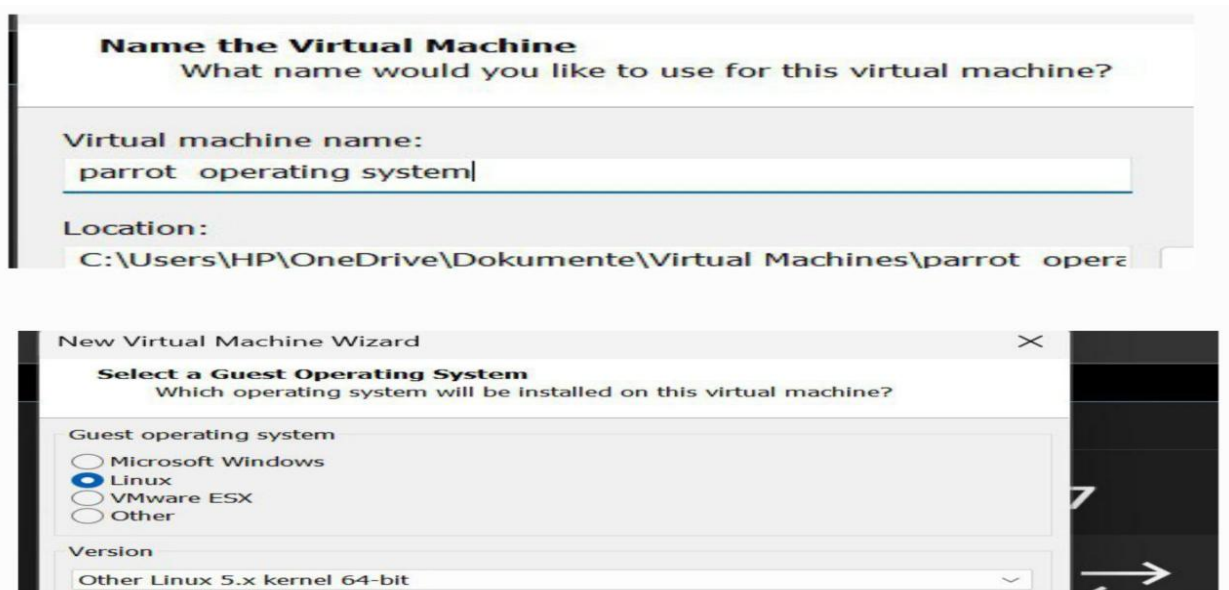 Name the Virtual Machine
What name would you like to use for this virtual machine?
Virtual machine name:
parrot  operating system
Location:
C:\Users\HP\OneDrive\Dokumente\Virtual Machines\parrot  opera
New Virtual Machine Wizard
Select a Guest Operating System
Which operating system will be installed on this virtual machine?
Guest operating system
Microsoft Windows
Linux
VMware ESX
Other
Version
Other Linux 5.x kernel 64-bit